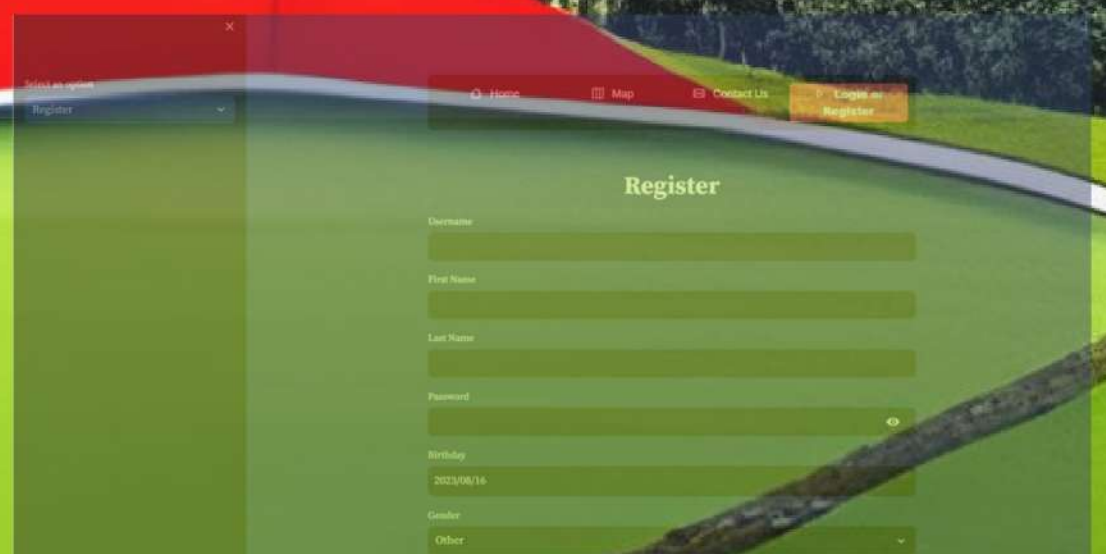 Select an option
Register
Home
Map
Contact Us
Login or
Register
Register
Username
First Name
Last Name
Password
Birthday
2023/08/16
Gender
Other